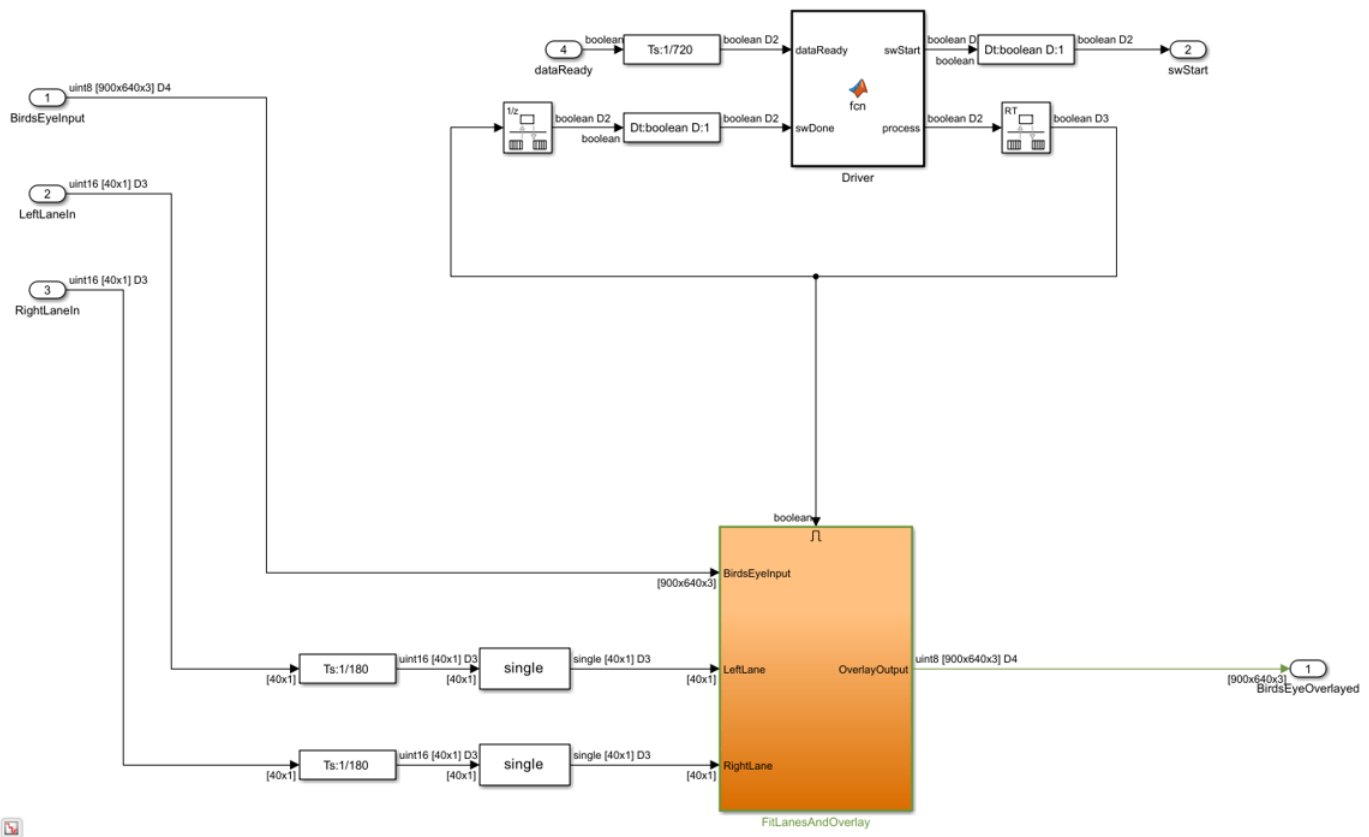 4
dataReady
boolean
Ts:1/720
boolean D2
dataReady
swStart
boolean D
boolean
Dt:boolean D:1
boolean D2
2
swStart
fcn
1/z
boolean D2
boolean
Dt:boolean D:1
boolean D2
swDone
process
boolean D2
RT
boolean D3
Driver
1
BirdsEyeInput
uint8 [900x640x3] D4
2
LeftLaneIn
uint16 [40x1] D3
3
RightLaneIn
uint16 [40x1] D3
boolean
[900x640x3]
BirdsEyeInput
[40x1]
Ts:1/180
uint16 [40x1] D3
[40x1]
single
single [40x1] D3
[40x1]
LeftLane
OverlayOutput
uint8 [900x640x3] D4
[900x640x3]
1
BirdsEyeOverlayed
[40x1]
Ts:1/180
uint16 [40x1] D3
[40x1]
single
single [40x1] D3
[40x1]
RightLane
FitLanesAndOverlay